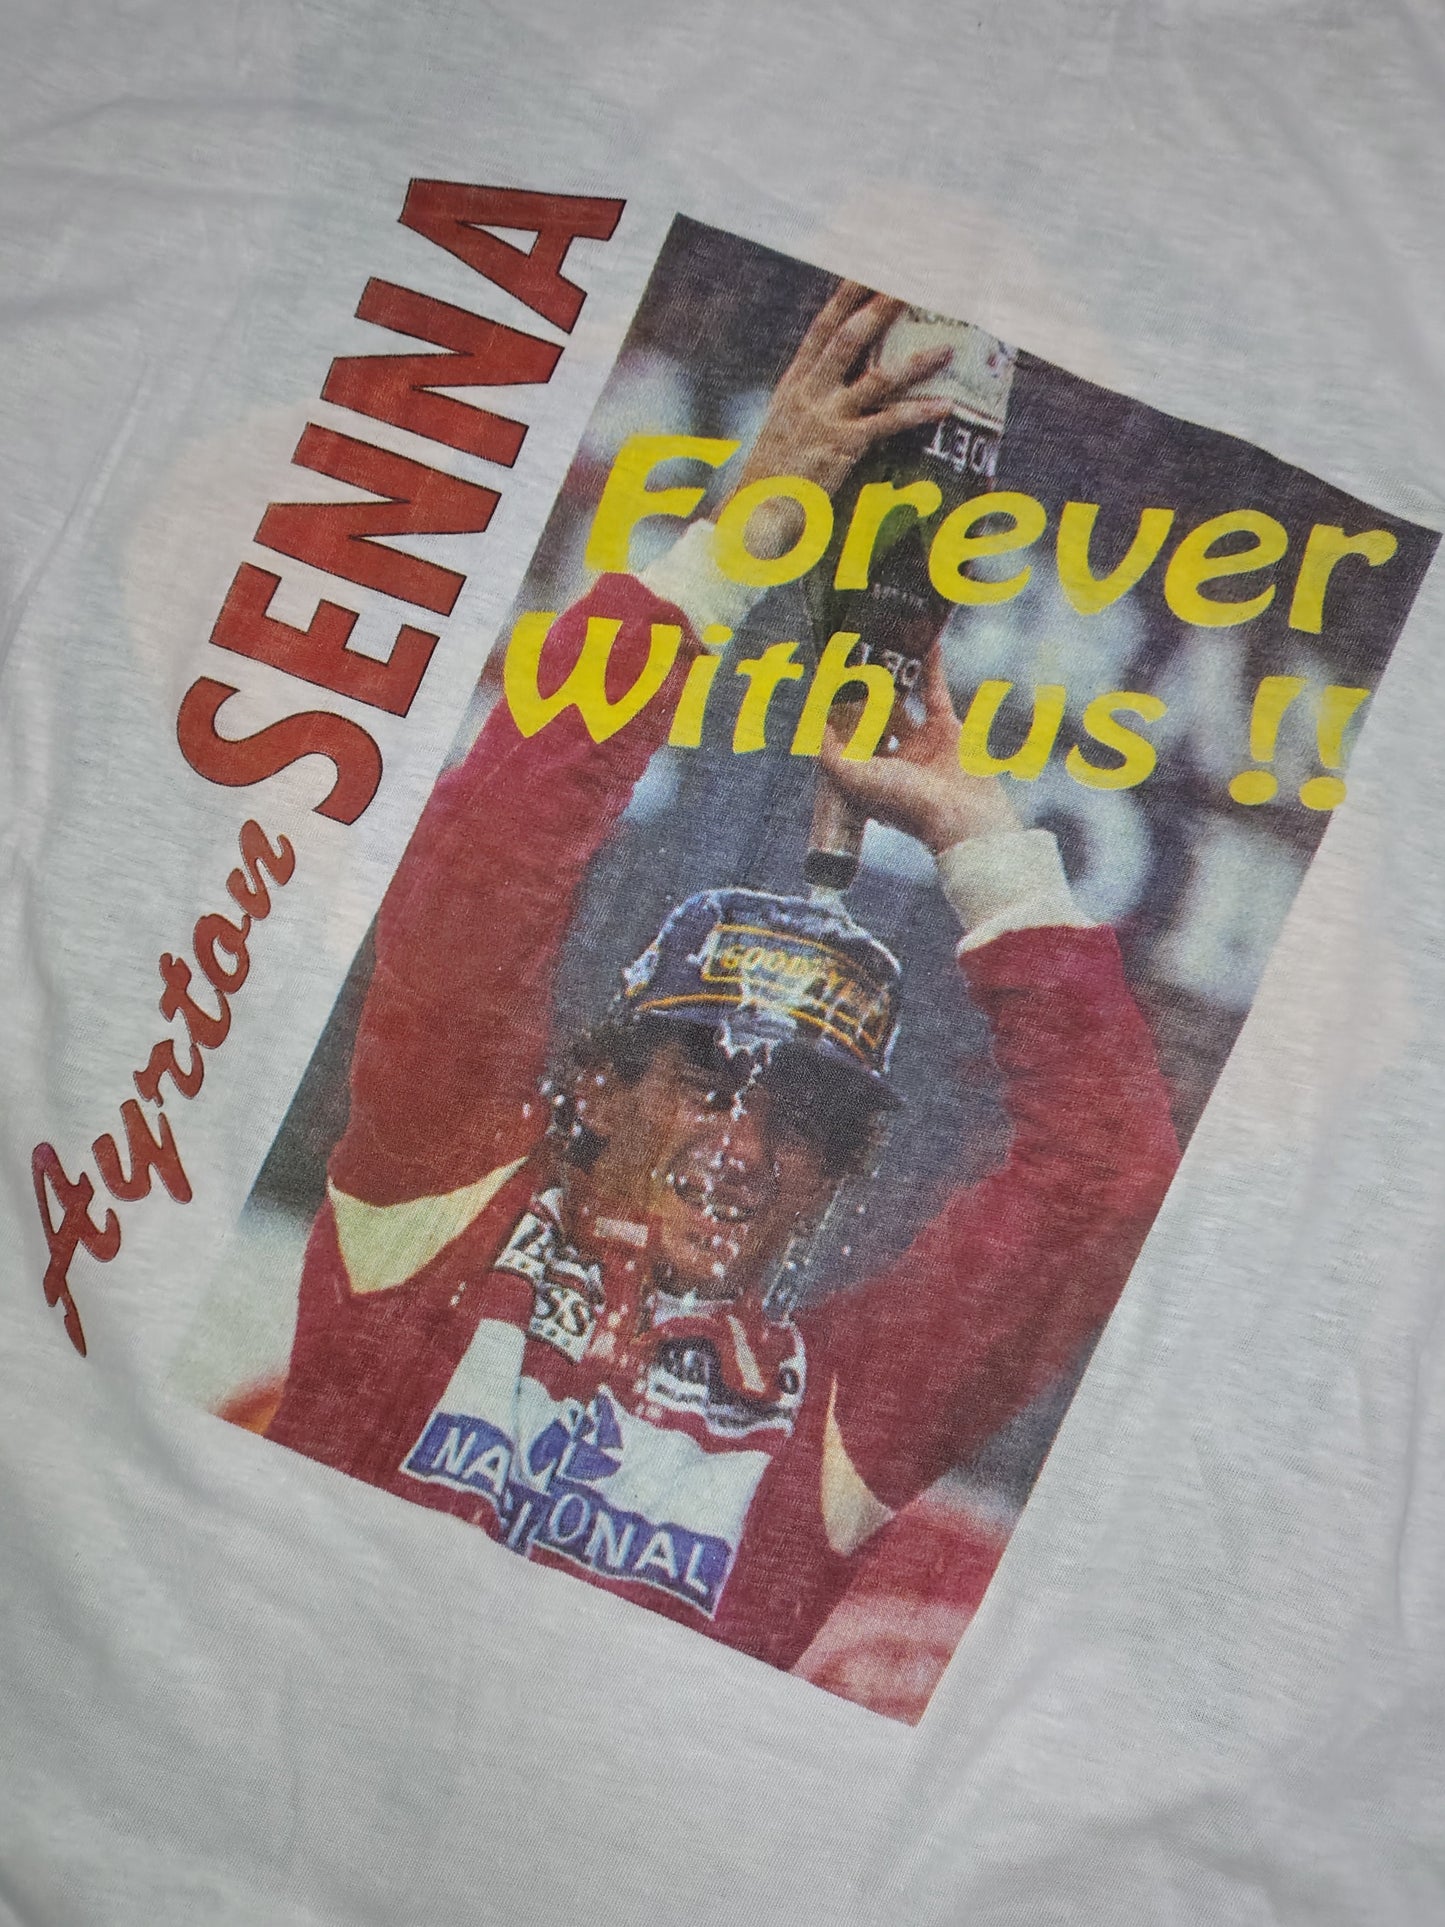 Ayrton SENNA
Forever
With us !!
GOODYEAR
NACIONAL